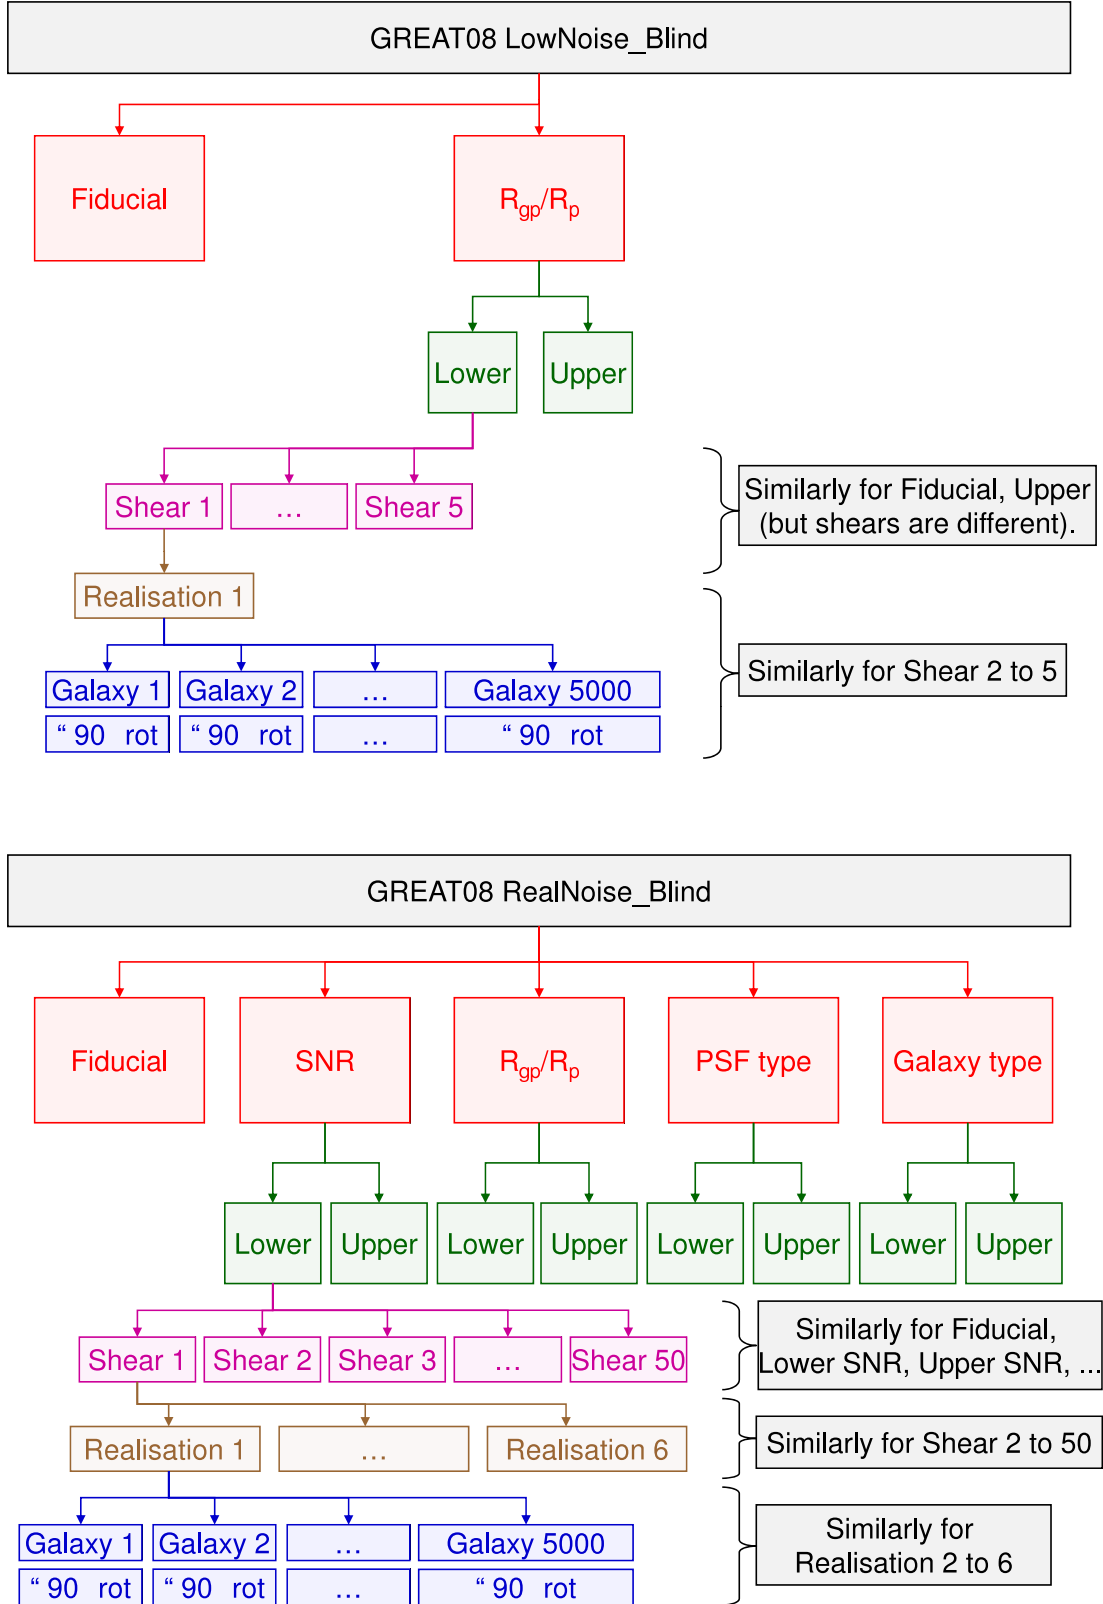 GREAT08 LowNoise_Blind
Fiducial
Rgp/Rp
Lower
Upper
Shear 1
...
Shear 5
Similarly for Fiducial, Upper
(but shears are different).
Realisation 1
Galaxy 1
Galaxy 2
...
Galaxy 5000
“ 90 rot
“ 90 rot
...
“ 90 rot
Similarly for Shear 2 to 5
GREAT08 RealNoise_Blind
Fiducial
SNR
Rgp/Rp
PSF type
Galaxy type
Lower
Upper
Lower
Upper
Lower
Upper
Lower
Upper
Shear 1
Shear 2
Shear 3
...
Shear 50
Similarly for Fiducial,
Lower SNR, Upper SNR, ...
Realisation 1
...
Realisation 6
Similarly for Shear 2 to 50
Galaxy 1
Galaxy 2
...
Galaxy 5000
“ 90 rot
“ 90 rot
...
“ 90 rot
Similarly for
Realisation 2 to 6